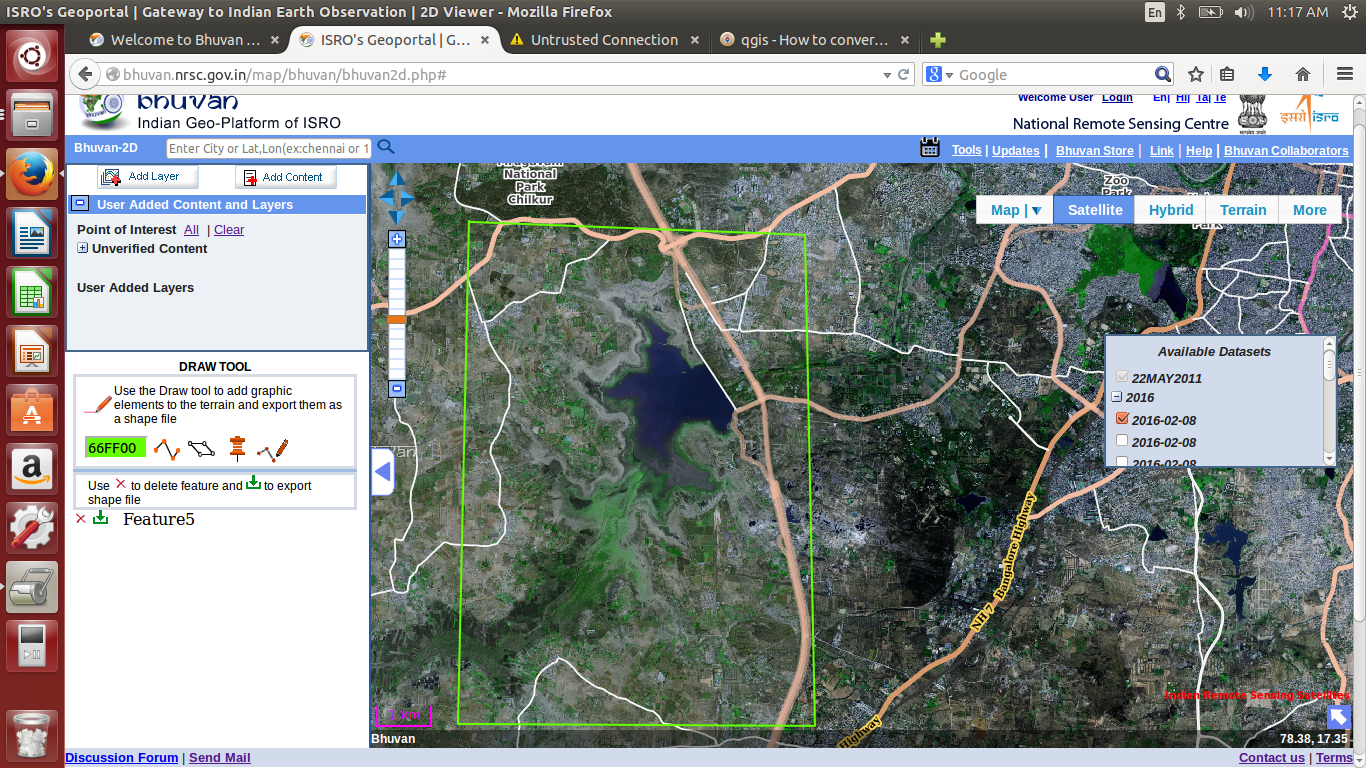 ISRO's Geoportal | Gateway to Indian Earth Observation | 2D Viewer - Mozilla Firefox
En
11:17 AM
Welcome to Bhuvan ...
ISRO's Geoportal | G...
Untrusted Connection
qgis - How to conver...
bhuvan.nrsc.gov.in/map/bhuvan/bhuvan2d.php#
Google
bhuvan
Indian Geo-Platform of ISRO
Welcome User Login En| Hi| Ta| Te
National Remote Sensing Centre
इसरो isro
Bhuvan-2D
Enter City or Lat,Lon(ex:chennai or 1
Tools | Updates | Bhuvan Store | Link | Help | Bhuvan Collaborators
Add Layer
Add Content
User Added Content and Layers
Point of Interest All | Clear
Unverified Content
User Added Layers
DRAW TOOL
Use the Draw tool to add graphic
elements to the terrain and export them as
a shape file
66FF00
Use to delete feature and to export
shape file
Feature5
National
Park
Chilkur
Zoo
Park
Park
Map |
Satellite
Hybrid
Terrain
More
Available Datasets
22MAY2011
2016
2016-02-08
2016-02-08
2016-02-08
NH 7 Bangalore Highway
Highway
Indian Remote Sensing Satellites
Bhuvan
78.38, 17.35
Discussion Forum | Send Mail
Contact us | Terms